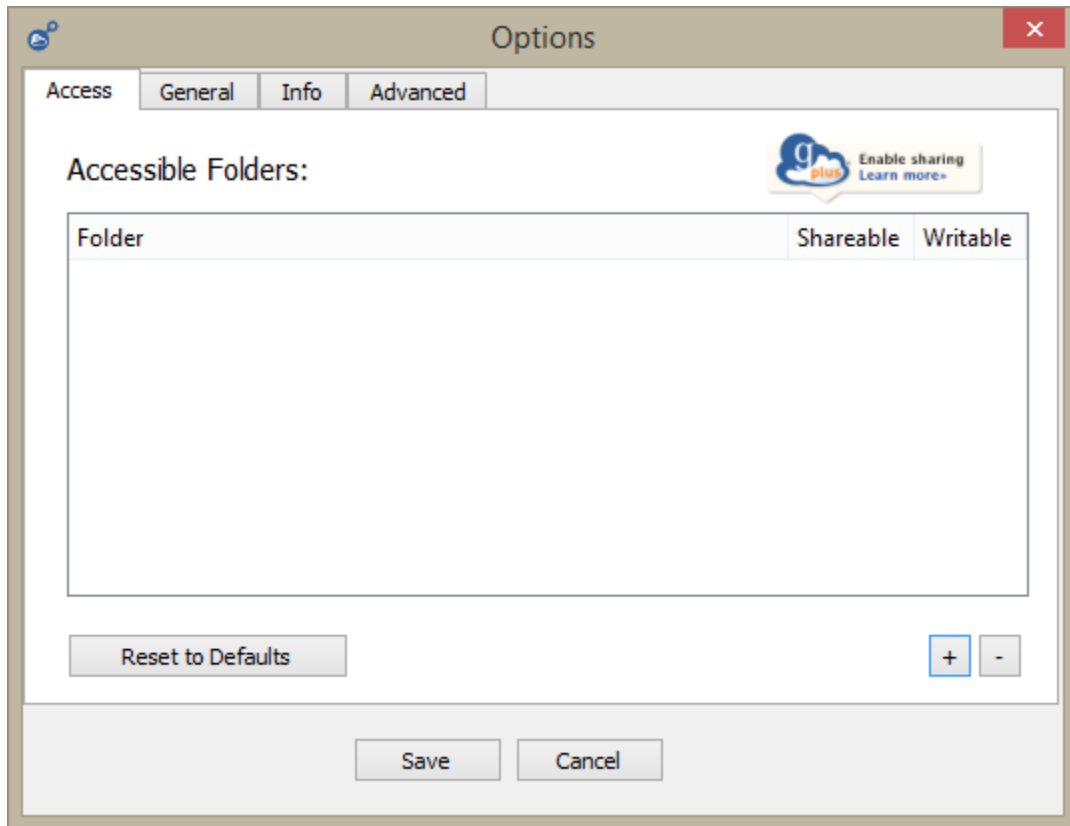 Options
Access General Info Advanced
Accessible Folders:
g plus
Enable sharing
Learn more»
Folder Shareable Writable
Reset to Defaults + -
Save Cancel